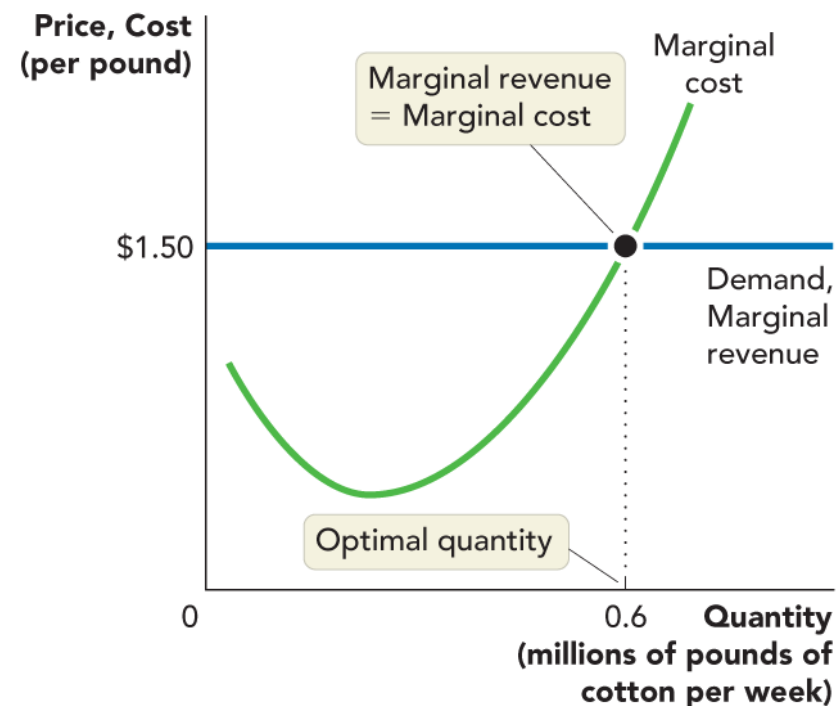 Price, Cost
(per pound)
Marginal
cost
Marginal revenue
= Marginal cost
$1.50
Demand,
Marginal
revenue
Optimal quantity
0
0.6
Quantity
(millions of pounds of
cotton per week)